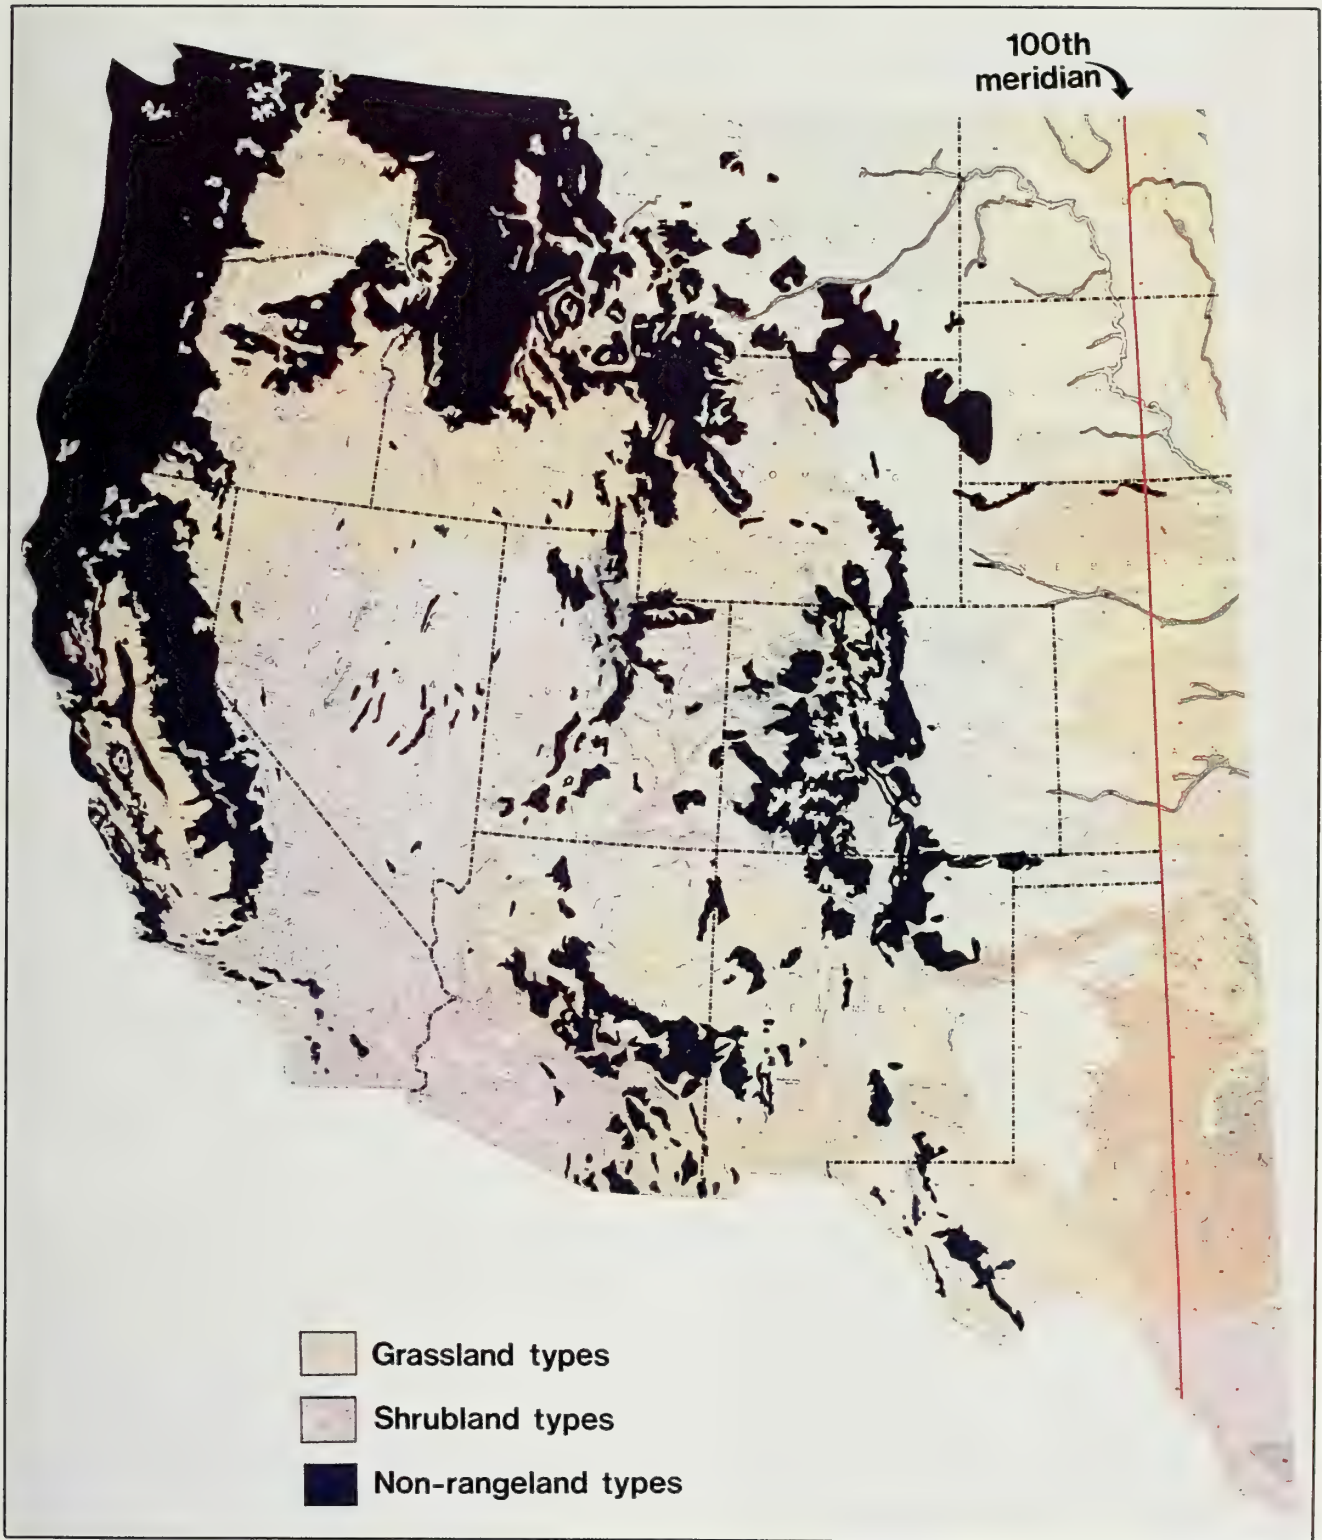 100th
meridian
Grassland types
Shrubland types
Non-rangeland types